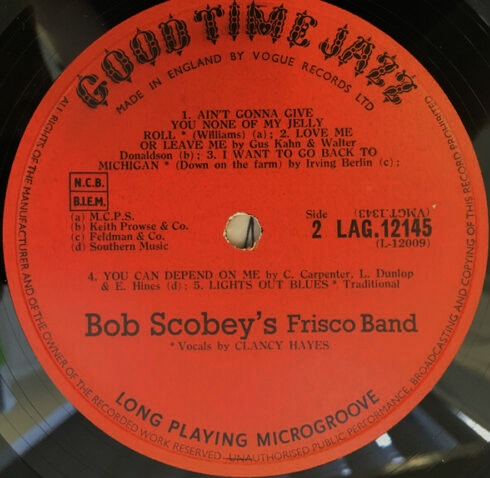 GOOD TIME JAZZ
MADE IN ENGLAND BY VOGUE RECORDS LTD
1. AIN'T GONNA GIVE
YOU NONE OF MY JELLY
ROLL * (Williams) (a) ; 2. LOVE ME
OR LEAVE ME by Gus Kahn & Walter
Donaldson (b) ; 3. I WANT TO GO BACK TO
MICHIGAN * (Down on the farm) by Irving Berlin (c) ;
N.C.B.
B.I.E.M.
(a) M.C.P.S.
(b) Keith Prowse & Co.
(c) Feldman & Co.
(d) Southern Music
(VMGT.1343)
Side
2 LAG.12145
(L-12009)
4. YOU CAN DEPEND ON ME by C. Carpenter, L. Dunlop
& E. Hines (d) ; 5. LIGHTS OUT BLUES * Traditional
Bob Scobey's Frisco Band
* Vocals by CLANCY HAYES
LONG PLAYING MICROGROOVE
ALL RIGHTS OF THE MANUFACTURER AND OF THE OWNER OF THE RECORDED WORK RESERVED. UNAUTHORISED PUBLIC PERFORMANCE, BROADCASTING AND COPYING OF THIS RECORD PROHIBITED